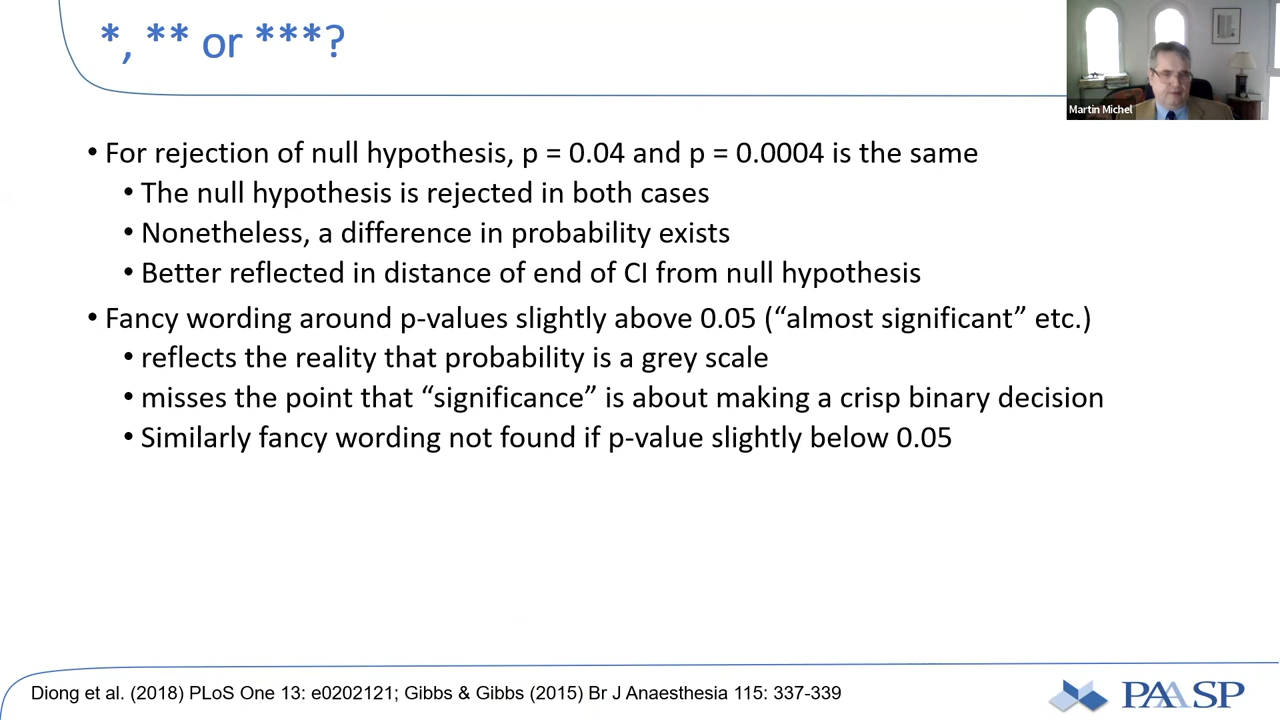 *, ** or ***?
Martin Michel
• For rejection of null hypothesis, p = 0.04 and p = 0.0004 is the same
• The null hypothesis is rejected in both cases
• Nonetheless, a difference in probability exists
• Better reflected in distance of end of CI from null hypothesis
• Fancy wording around p-values slightly above 0.05 (“almost significant” etc.)
• reflects the reality that probability is a grey scale
• misses the point that “significance” is about making a crisp binary decision
• Similarly fancy wording not found if p-value slightly below 0.05
Diong et al. (2018) PLoS One 13: e0202121; Gibbs & Gibbs (2015) Br J Anaesthesia 115: 337-339
PAASP